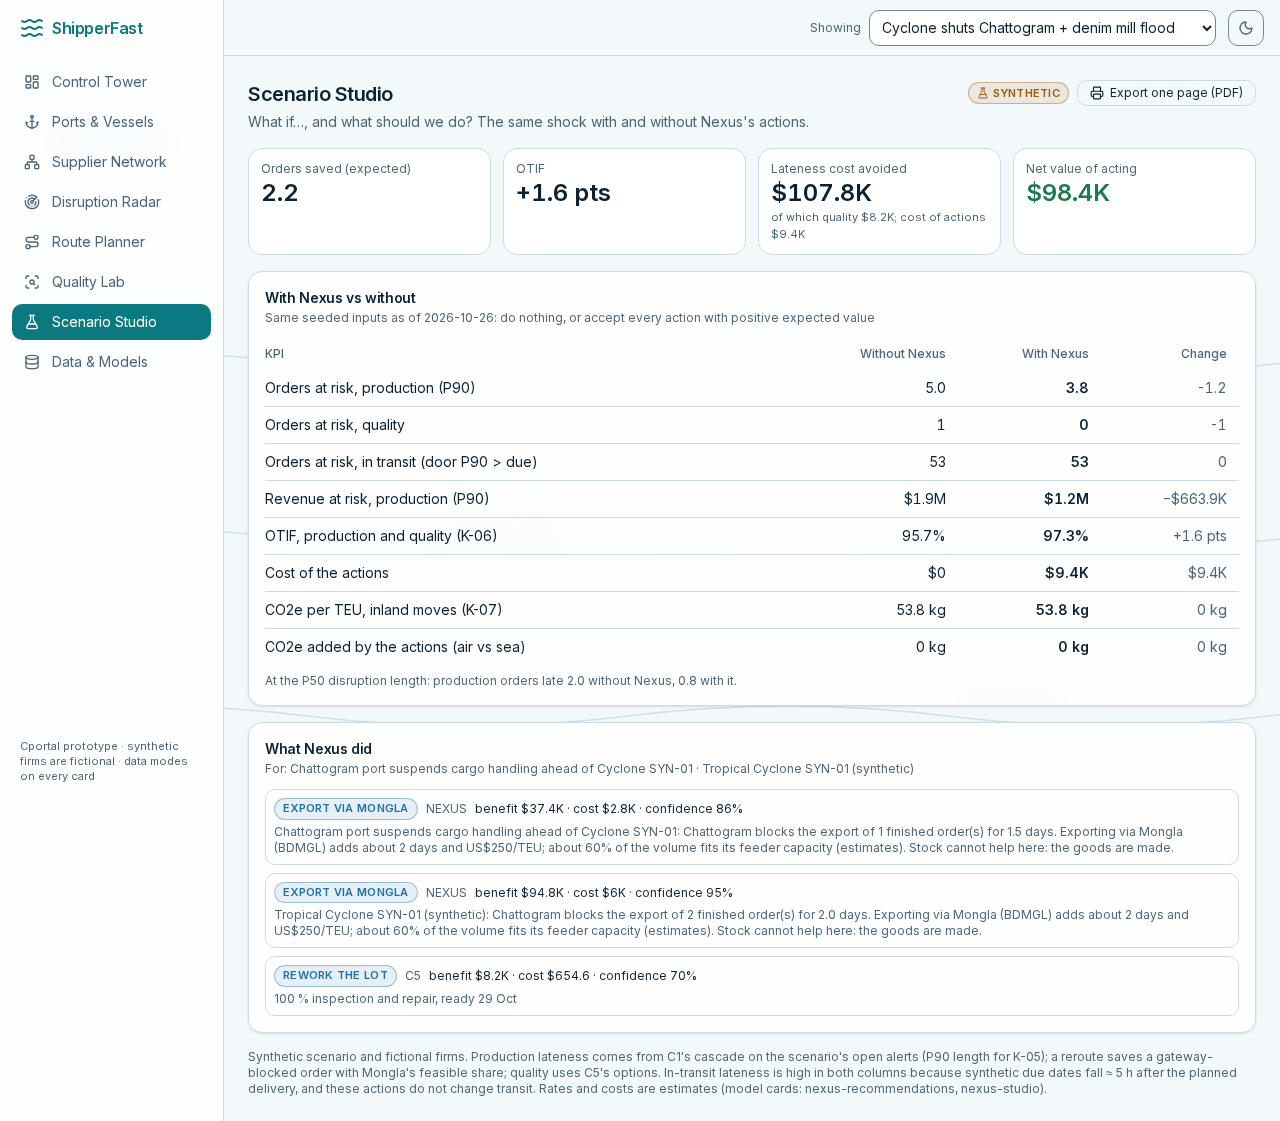 ShipperFast
Showing
Cyclone shuts Chattogram + denim mill flood
Control Tower
Ports & Vessels
Supplier Network
Disruption Radar
Route Planner
Quality Lab
Scenario Studio
Data & Models
Cportal prototype · synthetic
firms are fictional · data modes
on every card
Scenario Studio
SYNTHETIC
Export one page (PDF)
What if…, and what should we do? The same shock with and without Nexus's actions.
Orders saved (expected)
2.2
OTIF
+1.6 pts
Lateness cost avoided
$107.8K
of which quality $8.2K; cost of actions
$9.4K
Net value of acting
$98.4K
With Nexus vs without
Same seeded inputs as of 2026-10-26: do nothing, or accept every action with positive expected value
KPI Without Nexus With Nexus Change
Orders at risk, production (P90) 5.0 3.8 -1.2
Orders at risk, quality 1 0 -1
Orders at risk, in transit (door P90 > due) 53 53 0
Revenue at risk, production (P90) $1.9M $1.2M −$663.9K
OTIF, production and quality (K-06) 95.7% 97.3% +1.6 pts
Cost of the actions $0 $9.4K $9.4K
CO2e per TEU, inland moves (K-07) 53.8 kg 53.8 kg 0 kg
CO2e added by the actions (air vs sea) 0 kg 0 kg 0 kg
At the P50 disruption length: production orders late 2.0 without Nexus, 0.8 with it.
What Nexus did
For: Chattogram port suspends cargo handling ahead of Cyclone SYN-01 · Tropical Cyclone SYN-01 (synthetic)
EXPORT VIA MONGLA NEXUS benefit $37.4K · cost $2.8K · confidence 86%
Chattogram port suspends cargo handling ahead of Cyclone SYN-01: Chattogram blocks the export of 1 finished order(s) for 1.5 days. Exporting via Mongla
(BDMGL) adds about 2 days and US$250/TEU; about 60% of the volume fits its feeder capacity (estimates). Stock cannot help here: the goods are made.
EXPORT VIA MONGLA NEXUS benefit $94.8K · cost $6K · confidence 95%
Tropical Cyclone SYN-01 (synthetic): Chattogram blocks the export of 2 finished order(s) for 2.0 days. Exporting via Mongla (BDMGL) adds about 2 days and
US$250/TEU; about 60% of the volume fits its feeder capacity (estimates). Stock cannot help here: the goods are made.
REWORK THE LOT C5 benefit $8.2K · cost $654.6 · confidence 70%
100 % inspection and repair, ready 29 Oct
Synthetic scenario and fictional firms. Production lateness comes from C1's cascade on the scenario's open alerts (P90 length for K-05); a reroute saves a gateway-
blocked order with Mongla's feasible share; quality uses C5's options. In-transit lateness is high in both columns because synthetic due dates fall ≈ 5 h after the planned
delivery, and these actions do not change transit. Rates and costs are estimates (model cards: nexus-recommendations, nexus-studio).